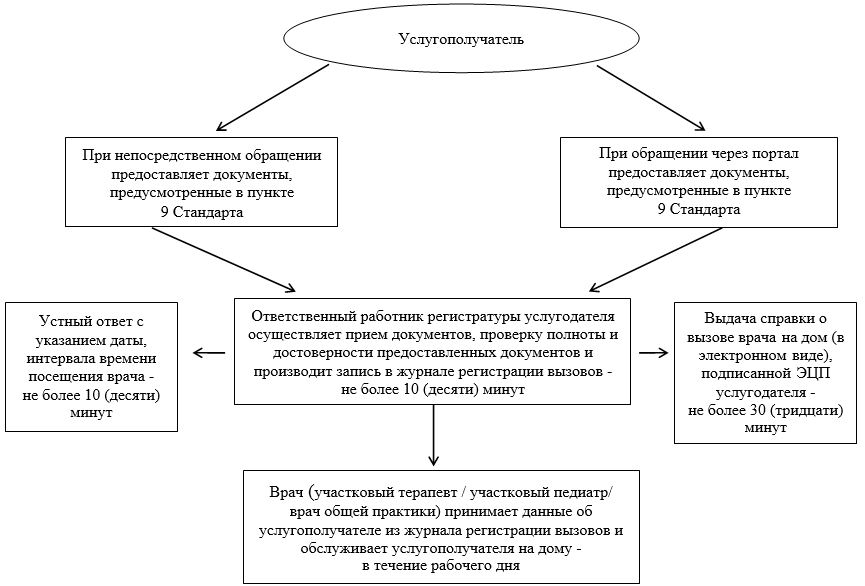 Услугополучатель
При непосредственном обращении
предоставляет документы,
предусмотренные в пункте
9 Стандарта
При обращении через портал
предоставляет документы,
предусмотренные в пункте
9 Стандарта
Устный ответ с
указанием даты,
интервала времени
посещения врача -
не более 10 (десяти)
минут
Ответственный работник регистратуры услугодателя
осуществляет прием документов, проверку полноты и
достоверности предоставленных документов и
производит запись в журнале регистрации вызовов -
не более 10 (десяти) минут
Выдача справки о
вызове врача на дом (в
электронном виде),
подписанной ЭЦП
услугодателя -
не более 30 (тридцати)
минут
Врач (участковый терапевт / участковый педиатр/
врач общей практики) принимает данные об
услугополучателе из журнала регистрации вызовов и
обслуживает услугополучателя на дому -
в течение рабочего дня